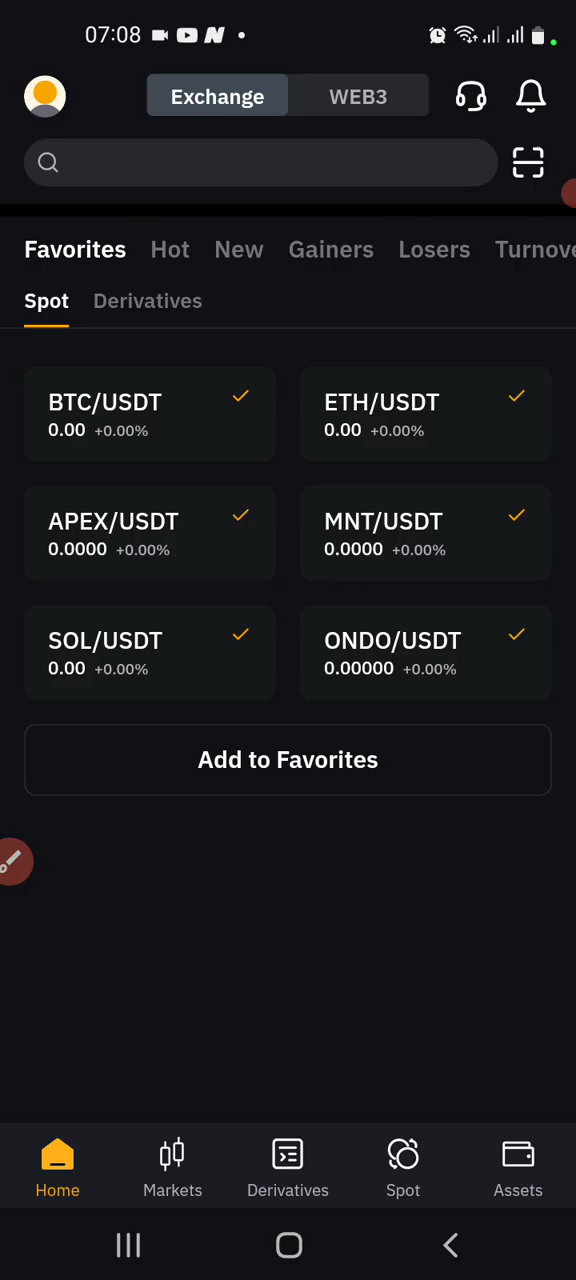 07:08
Exchange WEB3
Favorites Hot New Gainers Losers Turnove
Spot Derivatives
BTC/USDT ETH/USDT
0.00 +0.00% 0.00 +0.00%
APEX/USDT MNT/USDT
0.0000 +0.00% 0.0000 +0.00%
SOL/USDT ONDO/USDT
0.00 +0.00% 0.00000 +0.00%
Add to Favorites
Home Markets Derivatives Spot Assets